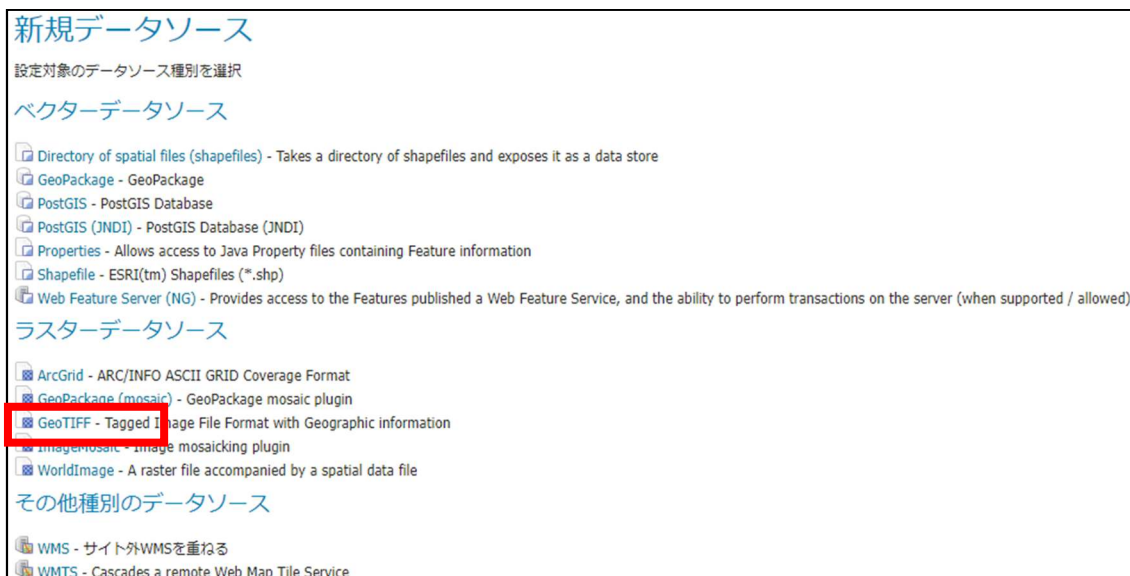 新規データソース
設定対象のデータソース種別を選択
ベクターデータソース
Directory of spatial files (shapefiles) - Takes a directory of shapefiles and exposes it as a data store
GeoPackage - GeoPackage
PostGIS - PostGIS Database
PostGIS (JNDI) - PostGIS Database (JNDI)
Properties - Allows access to Java Property files containing Feature information
Shapefile - ESRI(tm) Shapefiles (*.shp)
Web Feature Server (NG) - Provides access to the Features published a Web Feature Service, and the ability to perform transactions on the server (when supported / allowed)
ラスターデータソース
ArcGrid - ARC/INFO ASCII GRID Coverage Format
GeoPackage (mosaic) - GeoPackage mosaic plugin
GeoTIFF - Tagged Image File Format with Geographic information
ImageMosaic - Image mosaicking plugin
WorldImage - A raster file accompanied by a spatial data file
その他種別のデータソース
WMS - サイト外WMSを重ねる
WMTS - Cascades a remote Web Map Tile Service